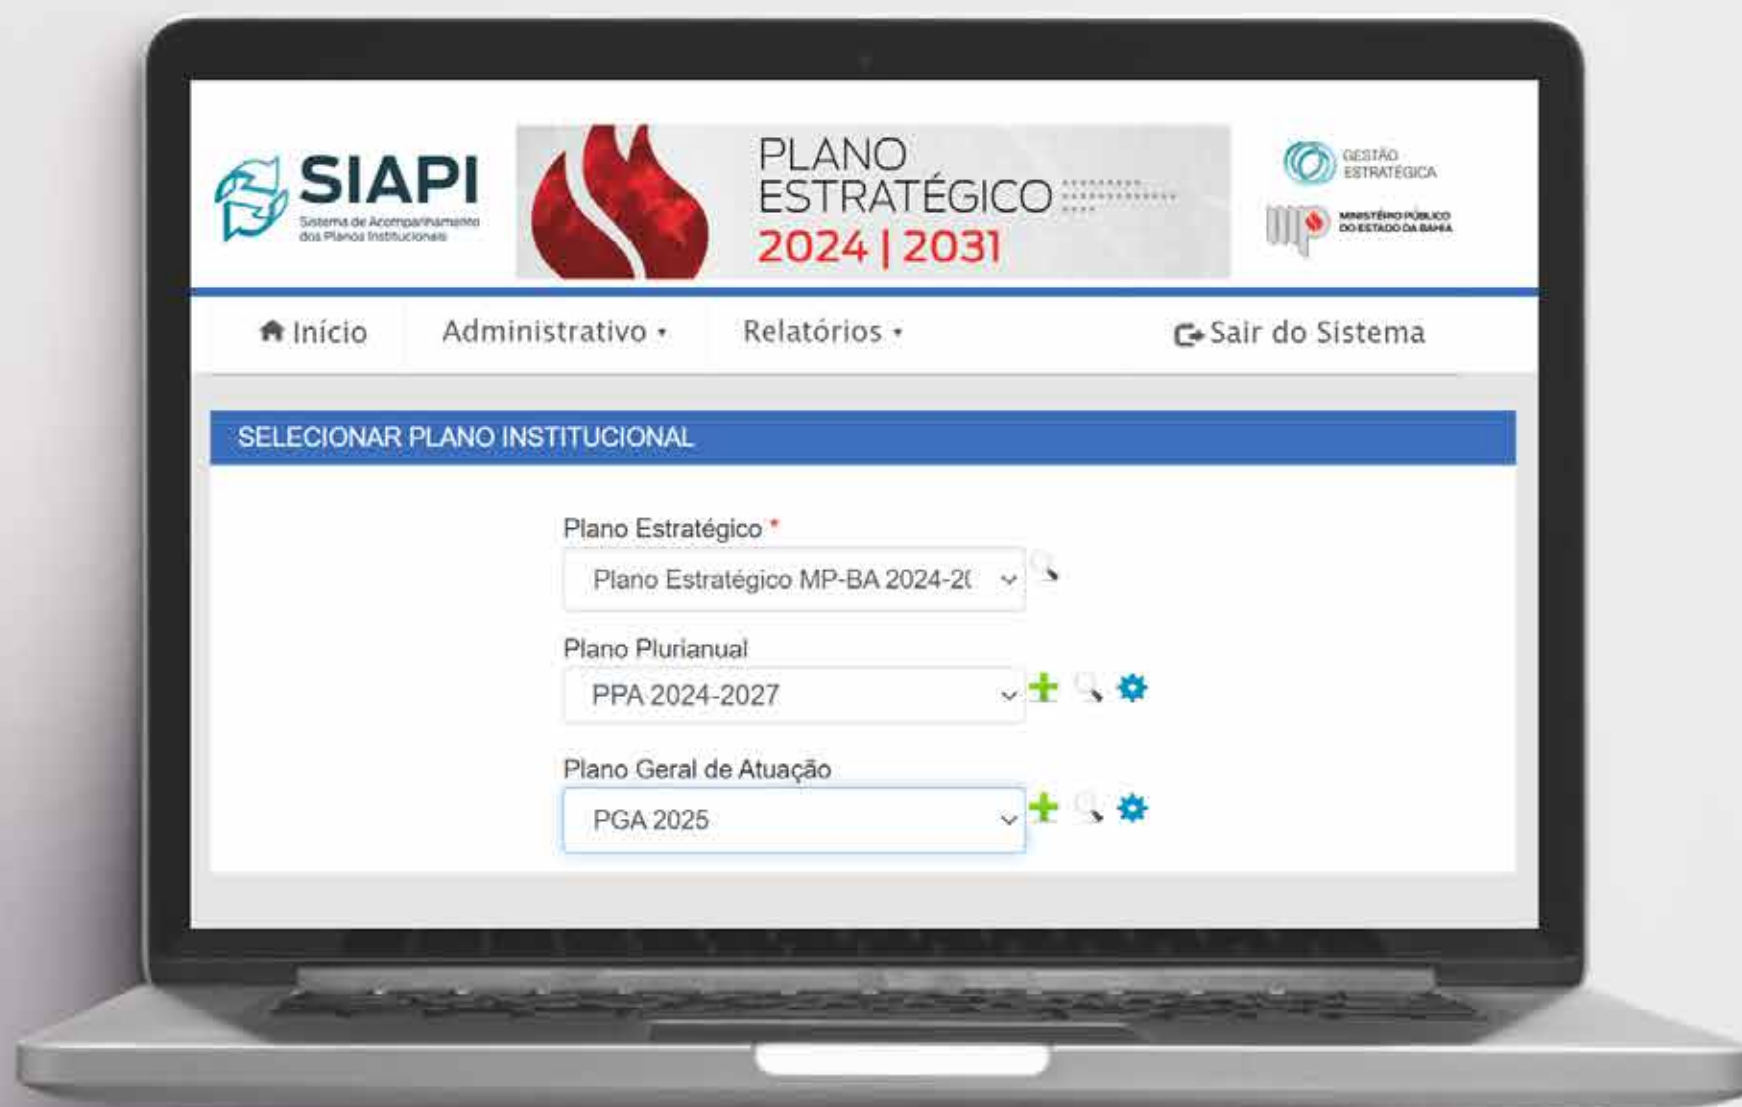 SIAPI
Sistema de Acompanhamento
dos Planos Institucionais
PLANO
ESTRATÉGICO
2024 | 2031
GESTÃO
ESTRATÉGICA
mp
MINISTÉRIO PÚBLICO
DO ESTADO DA BAHIA
Início
Administrativo
Relatórios
Sair do Sistema
SELECIONAR PLANO INSTITUCIONAL
Plano Estratégico *
Plano Estratégico MP-BA 2024-20
Plano Plurianual
PPA 2024-2027
Plano Geral de Atuação
PGA 2025